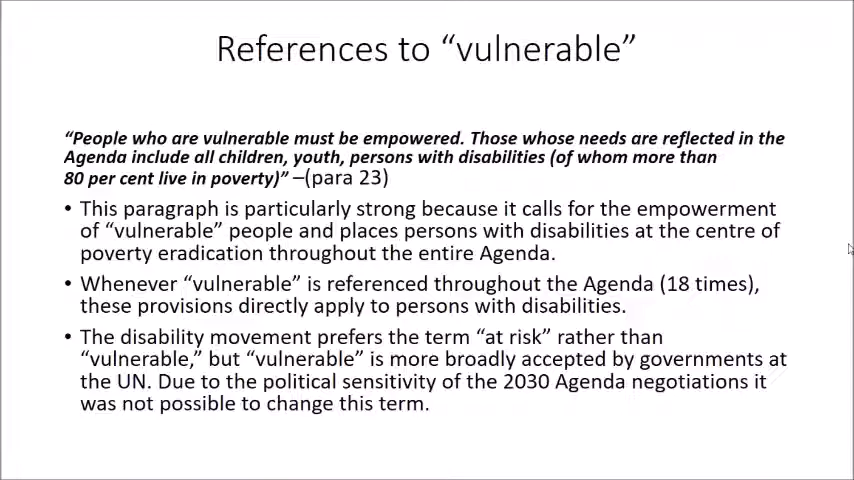 References to “vulnerable”
“People who are vulnerable must be empowered. Those whose needs are reflected in the
Agenda include all children, youth, persons with disabilities (of whom more than
80 per cent live in poverty)” –(para 23)
• This paragraph is particularly strong because it calls for the empowerment
of “vulnerable” people and places persons with disabilities at the centre of
poverty eradication throughout the entire Agenda.
• Whenever “vulnerable” is referenced throughout the Agenda (18 times),
these provisions directly apply to persons with disabilities.
• The disability movement prefers the term “at risk” rather than
“vulnerable,” but “vulnerable” is more broadly accepted by governments at
the UN. Due to the political sensitivity of the 2030 Agenda negotiations it
was not possible to change this term.